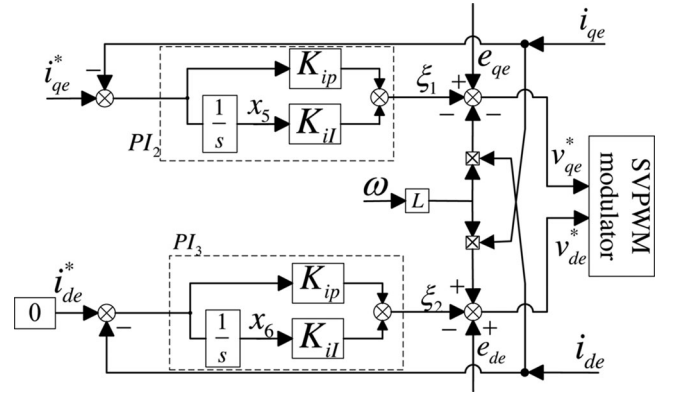 i*qe
−
PI2
1/s
x5
Kip
KiI
ξ1
+
−
−
eqe
iqe
ω
L
v*qe
v*de
SVPWM
modulator
PI3
0
i*de
−
1/s
x6
Kip
KiI
ξ2
+
−
+
ede
ide